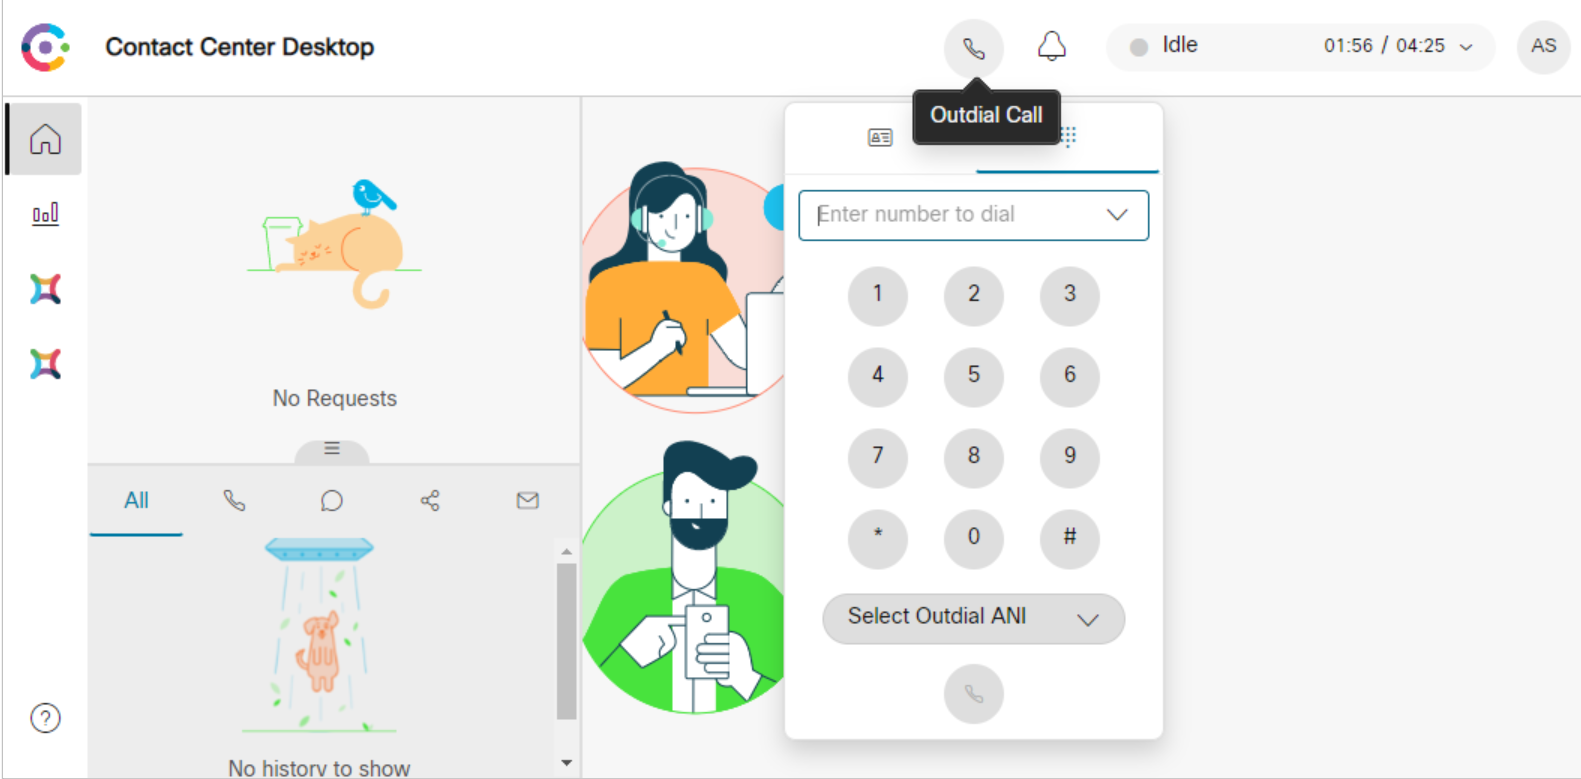 Contact Center Desktop
Idle
01:56 / 04:25
AS
Outdial Call
Enter number to dial
1 2 3
4 5 6
7 8 9
* 0 #
Select Outdial ANI
No Requests
All
No history to show